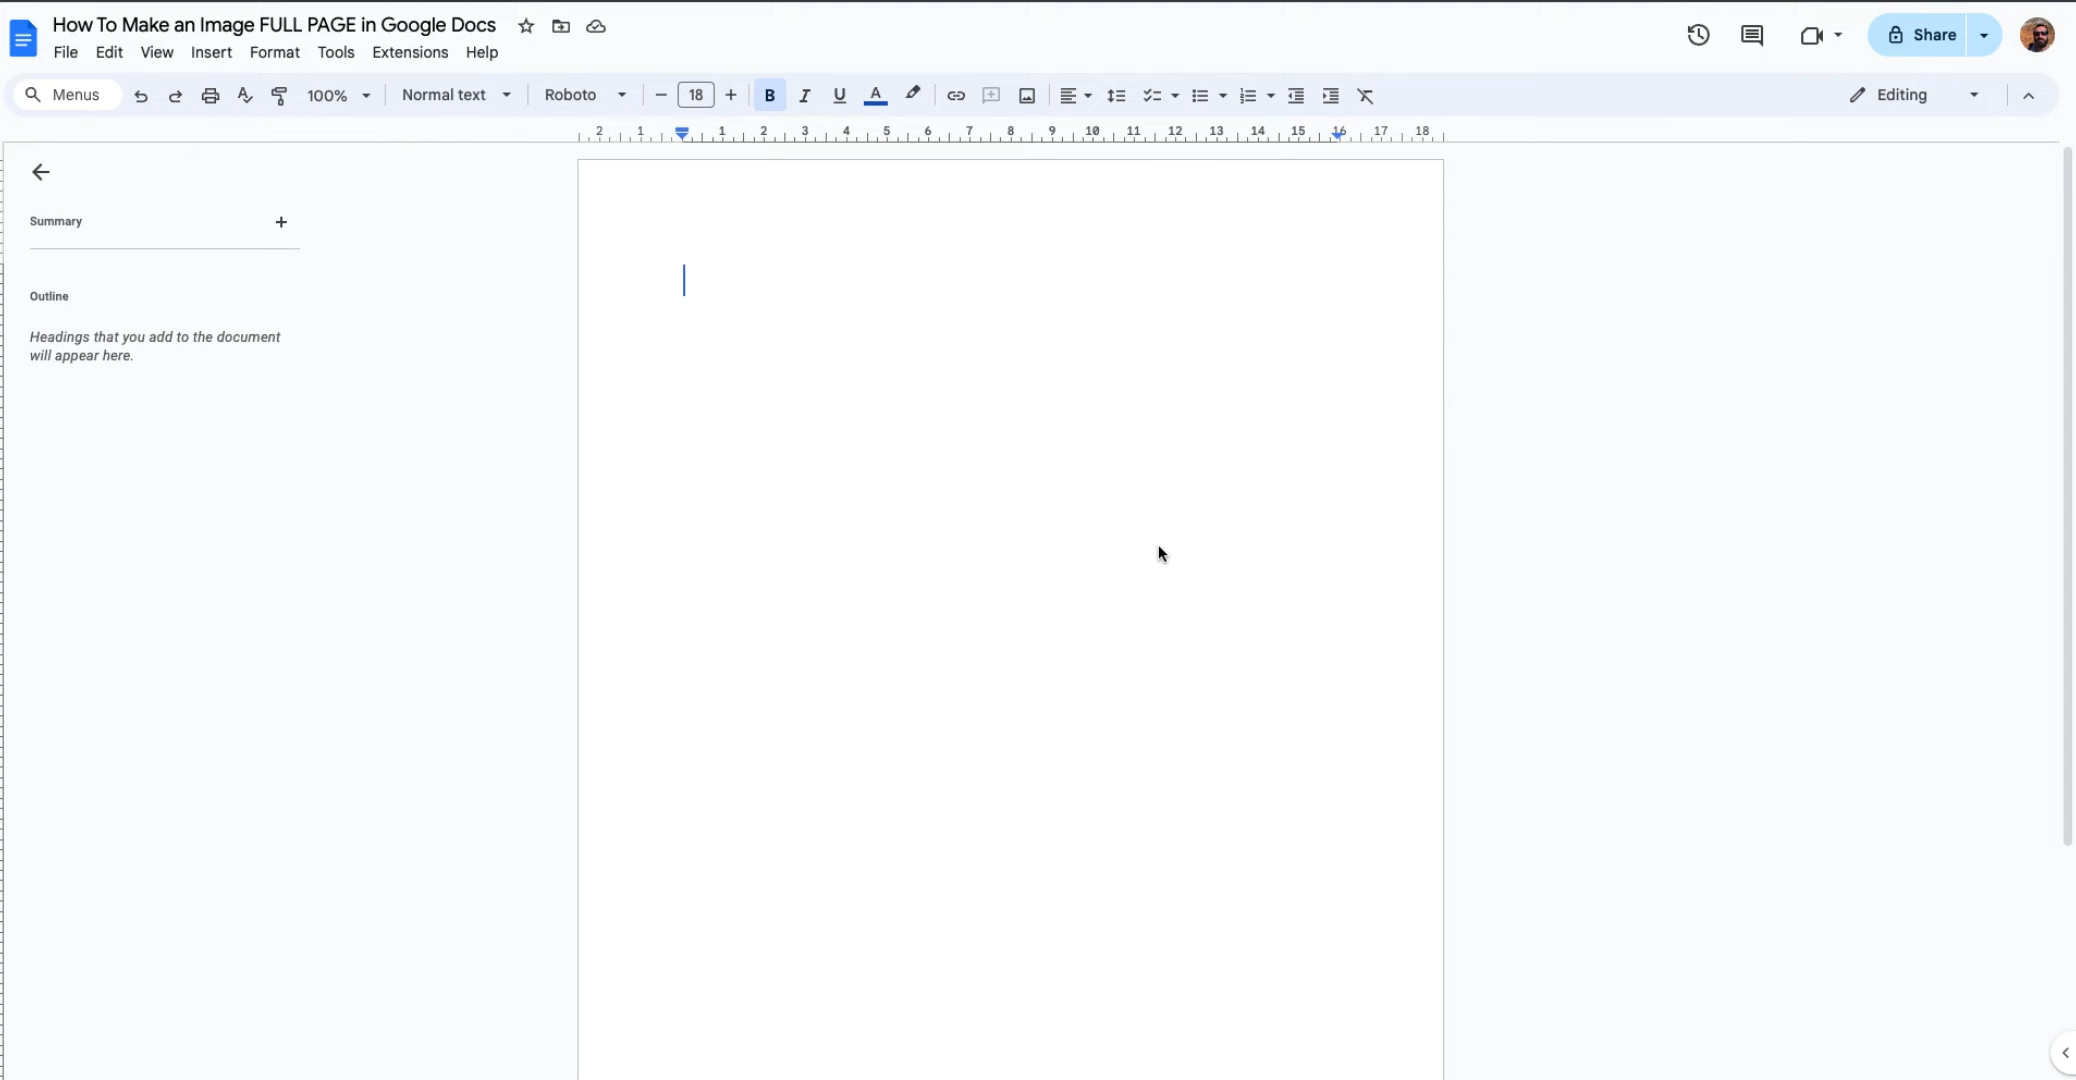 How To Make an Image FULL PAGE in Google Docs
File Edit View Insert Format Tools Extensions Help
Share
Menus 100% Normal text Roboto 18 B I U A Editing
2 1 1 2 3 4 5 6 7 8 9 10 11 12 13 14 15 16 17 18
Summary
Outline
Headings that you add to the document
will appear here.